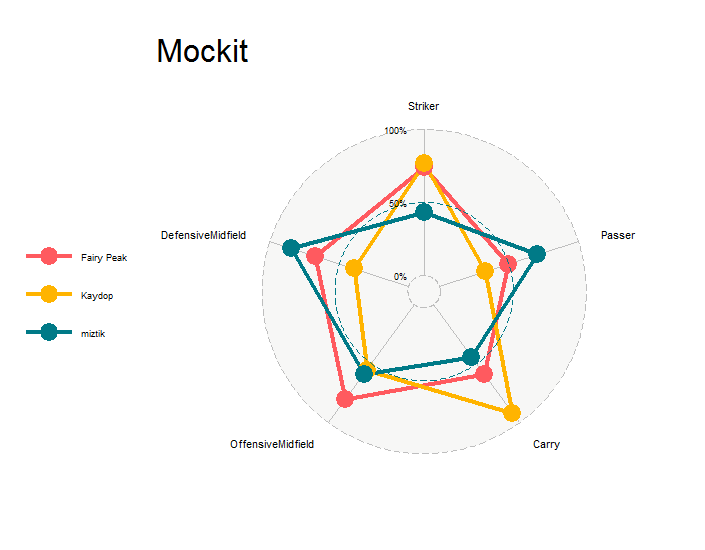 Mockit
Striker
100%
50%
DefensiveMidfield
Passer
Fairy Peak
0%
Kaydop
miztik
OffensiveMidfield
Carry